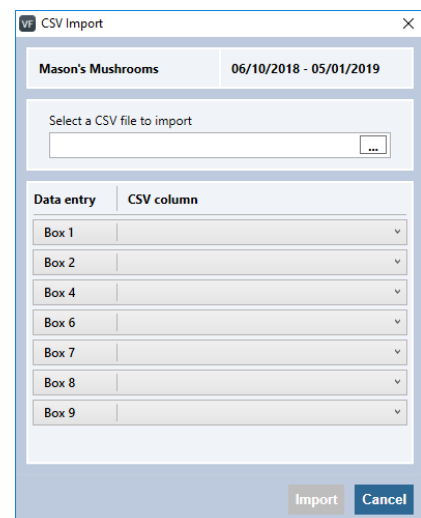 VF CSV Import
Mason's Mushrooms 06/10/2018 - 05/01/2019
Select a CSV file to import
...
Data entry CSV column
Box 1
Box 2
Box 4
Box 6
Box 7
Box 8
Box 9
Import Cancel